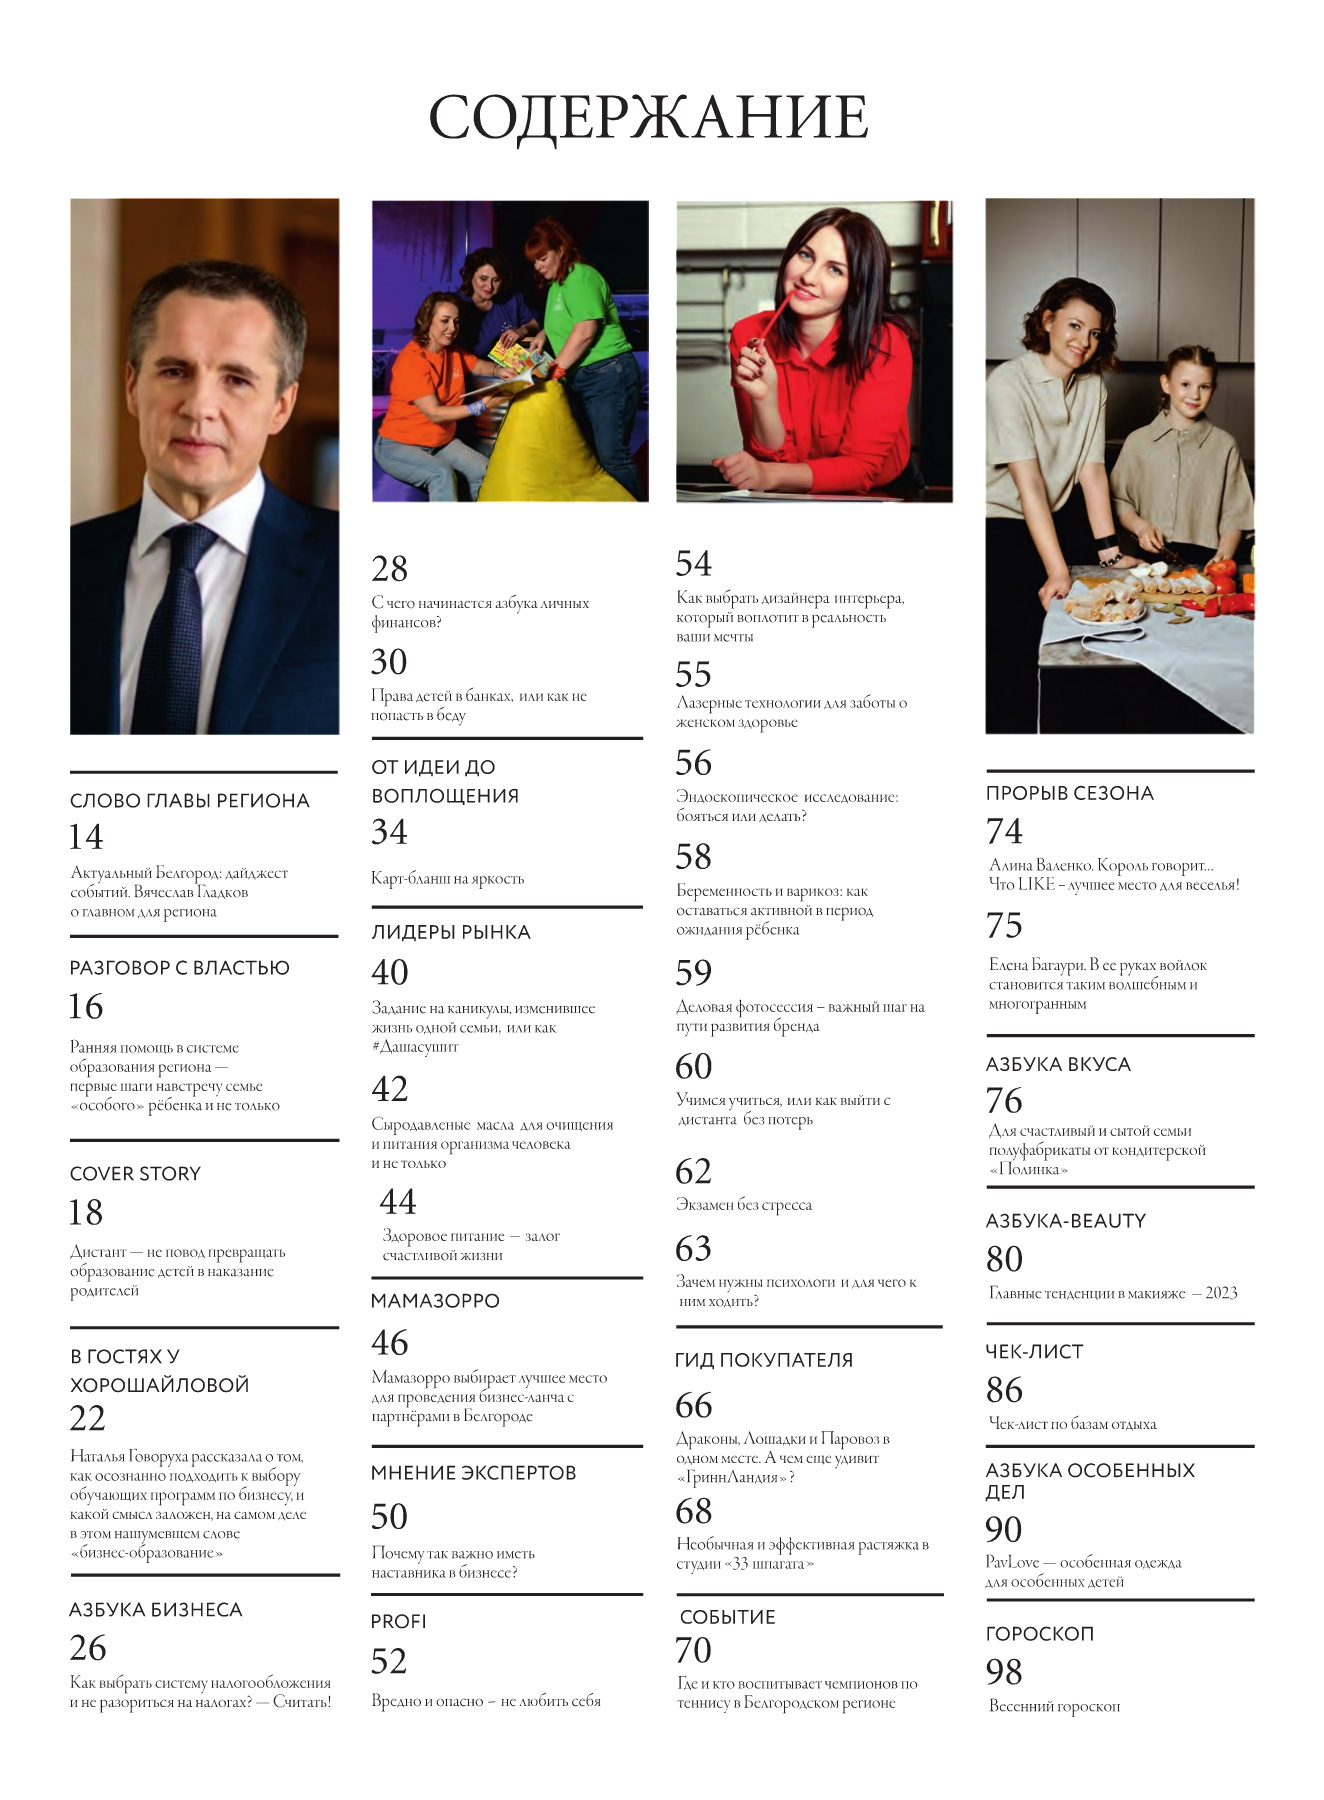 СОДЕРЖАНИЕ
СЛОВО ГЛАВЫ РЕГИОНА
14
Актуальный Белгород: дайджест
событий. Вячеслав Гладков
о главном для региона
РАЗГОВОР С ВЛАСТЬЮ
16
Ранняя помощь в системе
образования региона —
первые шаги навстречу семье
«особого» рёбенка и не только
COVER STORY
18
Дистант — не повод превращать
образование детей в наказание
родителей
В ГОСТЯХ У
ХОРОШАЙЛОВОЙ
22
Наталья Говоруха рассказала о том,
как осознанно подходить к выбору
обучающих программ по бизнесу, и
какой смысл заложен, на самом деле
в этом нашумевшем слове
«бизнес-образование»
АЗБУКА БИЗНЕСА
26
Как выбрать систему налогообложения
и не разориться на налогах? — Считать!
28
С чего начинается азбука личных
финансов?
30
Права детей в банках, или как не
попасть в беду
ОТ ИДЕИ ДО
ВОПЛОЩЕНИЯ
34
Карт-бланш на яркость
ЛИДЕРЫ РЫНКА
40
Задание на каникулы, изменившее
жизнь одной семьи, или как
#Дашасушит
42
Сыродавленые масла для очищения
и питания организма человека
и не только
44
Здоровое питание — залог
счастливой жизни
МАМАЗОРРО
46
Мамазорро выбирает лучшее место
для проведения бизнес-ланча с
партнёрами в Белгороде
МНЕНИЕ ЭКСПЕРТОВ
50
Почему так важно иметь
наставника в бизнесе?
PROFI
52
Вредно и опасно – не любить себя
54
Как выбрать дизайнера интерьера,
который воплотит в реальность
ваши мечты
55
Лазерные технологии для заботы о
женском здоровье
56
Эндоскопическое исследование:
бояться или делать?
58
Беременность и варикоз: как
оставаться активной в период
ожидания рёбенка
59
Деловая фотосессия – важный шаг на
пути развития бренда
60
Учимся учиться, или как выйти с
дистанта без потерь
62
Экзамен без стресса
63
Зачем нужны психологи и для чего к
ним ходить?
ГИД ПОКУПАТЕЛЯ
66
Драконы, Лошадки и Паровоз в
одном месте. А чем еще удивит
«ГриннЛандия»?
68
Необычная и эффективная растяжка в
студии «33 шпагата»
СОБЫТИЕ
70
Где и кто воспитывает чемпионов по
теннису в Белгородском регионе
ПРОРЫВ СЕЗОНА
74
Алина Валенко. Король говорит...
Что LIKE – лучшее место для веселья!
75
Елена Багаури. В ее руках войлок
становится таким волшебным и
многогранным
АЗБУКА ВКУСА
76
Для счастливый и сытой семьи
полуфабрикаты от кондитерской
«Полинка»
АЗБУКА-BEAUTY
80
Главные тенденции в макияже – 2023
ЧЕК-ЛИСТ
86
Чек-лист по базам отдыха
АЗБУКА ОСОБЕННЫХ
ДЕЛ
90
PavLove — особенная одежда
для особенных детей
ГОРОСКОП
98
Весенний гороскоп